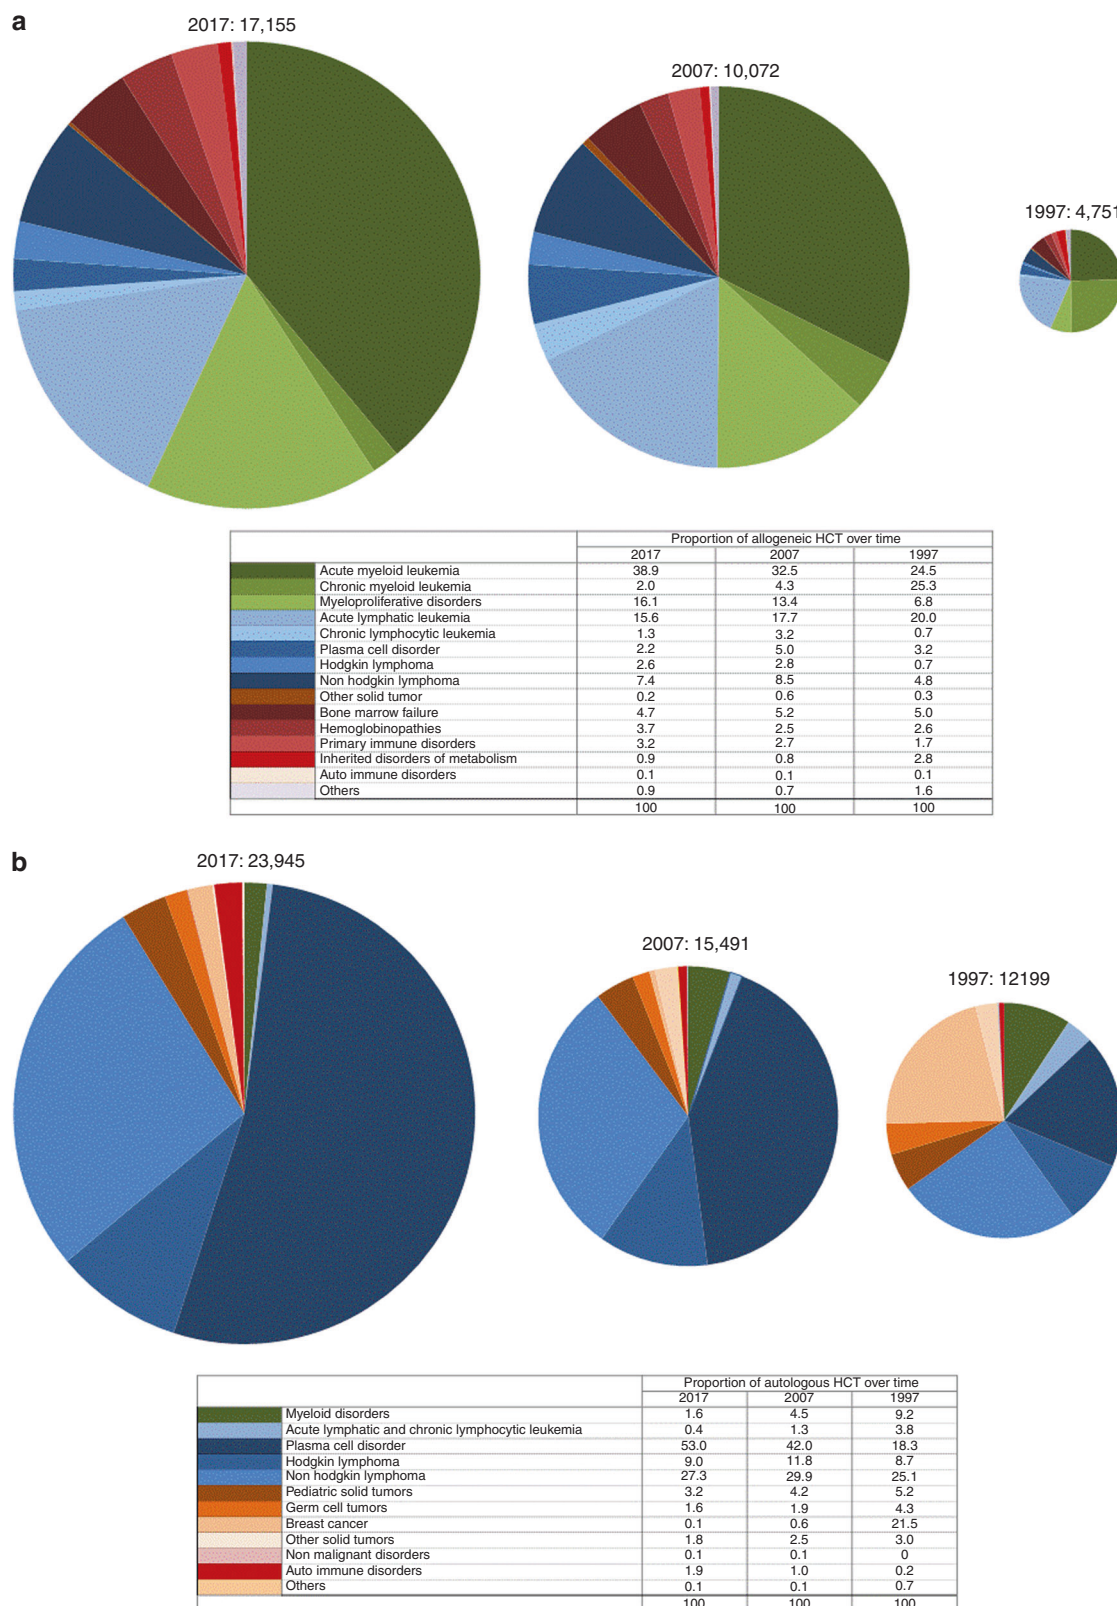 a
2017: 17,155
2007: 10,072
1997: 4,751
Proportion of allogeneic HCT over time
2017 2007 1997
Acute myeloid leukemia 38.9 32.5 24.5
Chronic myeloid leukemia 2.0 4.3 25.3
Myeloproliferative disorders 16.1 13.4 6.8
Acute lymphatic leukemia 15.6 17.7 20.0
Chronic lymphocytic leukemia 1.3 3.2 0.7
Plasma cell disorder 2.2 5.0 3.2
Hodgkin lymphoma 2.6 2.8 0.7
Non hodgkin lymphoma 7.4 8.5 4.8
Other solid tumor 0.2 0.6 0.3
Bone marrow failure 4.7 5.2 5.0
Hemoglobinopathies 3.7 2.5 2.6
Primary immune disorders 3.2 2.7 1.7
Inherited disorders of metabolism 0.9 0.8 2.8
Auto immune disorders 0.1 0.1 0.1
Others 0.9 0.7 1.6
100 100 100
b
2017: 23,945
2007: 15,491
1997: 12199
Proportion of autologous HCT over time
2017 2007 1997
Myeloid disorders 1.6 4.5 9.2
Acute lymphatic and chronic lymphocytic leukemia 0.4 1.3 3.8
Plasma cell disorder 53.0 42.0 18.3
Hodgkin lymphoma 9.0 11.8 8.7
Non hodgkin lymphoma 27.3 29.9 25.1
Pediatric solid tumors 3.2 4.2 5.2
Germ cell tumors 1.6 1.9 4.3
Breast cancer 0.1 0.6 21.5
Other solid tumors 1.8 2.5 3.0
Non malignant disorders 0.1 0.1 0
Auto immune disorders 1.9 1.0 0.2
Others 0.1 0.1 0.7
100 100 100